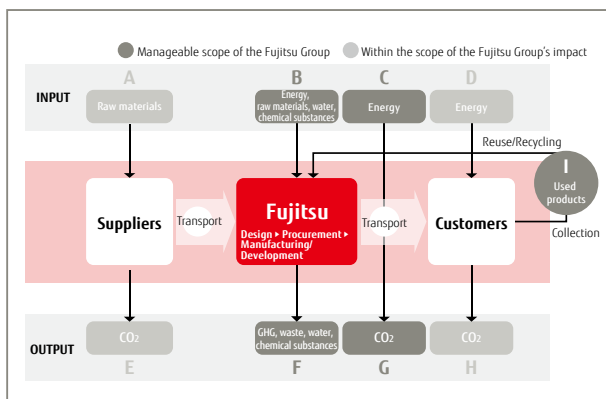 Manageable scope of the Fujitsu Group
Within the scope of the Fujitsu Group's impact
A
B
C
D
INPUT
Raw materials
Energy,
raw materials, water,
chemical substances
Energy
Energy
Reuse/Recycling
I
Used
products
Suppliers
Transport
Fujitsu
Design ▸ Procurement ▸
Manufacturing/
Development
Transport
Customers
Collection
OUTPUT
CO₂
GHG, waste, water,
chemical substances
CO₂
CO₂
E
F
G
H